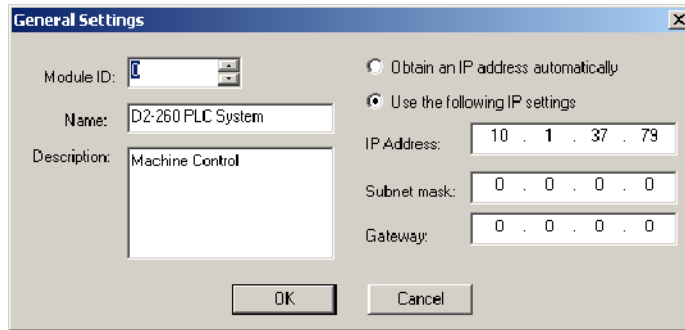 General Settings
Module ID: 0
Name: D2-260 PLC System
Description: Machine Control
Obtain an IP address automatically
Use the following IP settings
IP Address: 10 . 1 . 37 . 79
Subnet mask: 0 . 0 . 0 . 0
Gateway: 0 . 0 . 0 . 0
OK Cancel